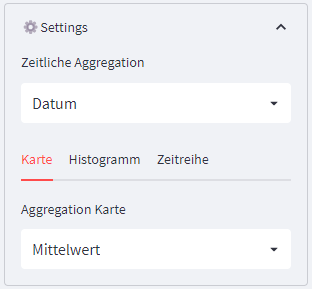 Settings
Zeitliche Aggregation
Datum
Karte Histogramm Zeitreihe
Aggregation Karte
Mittelwert